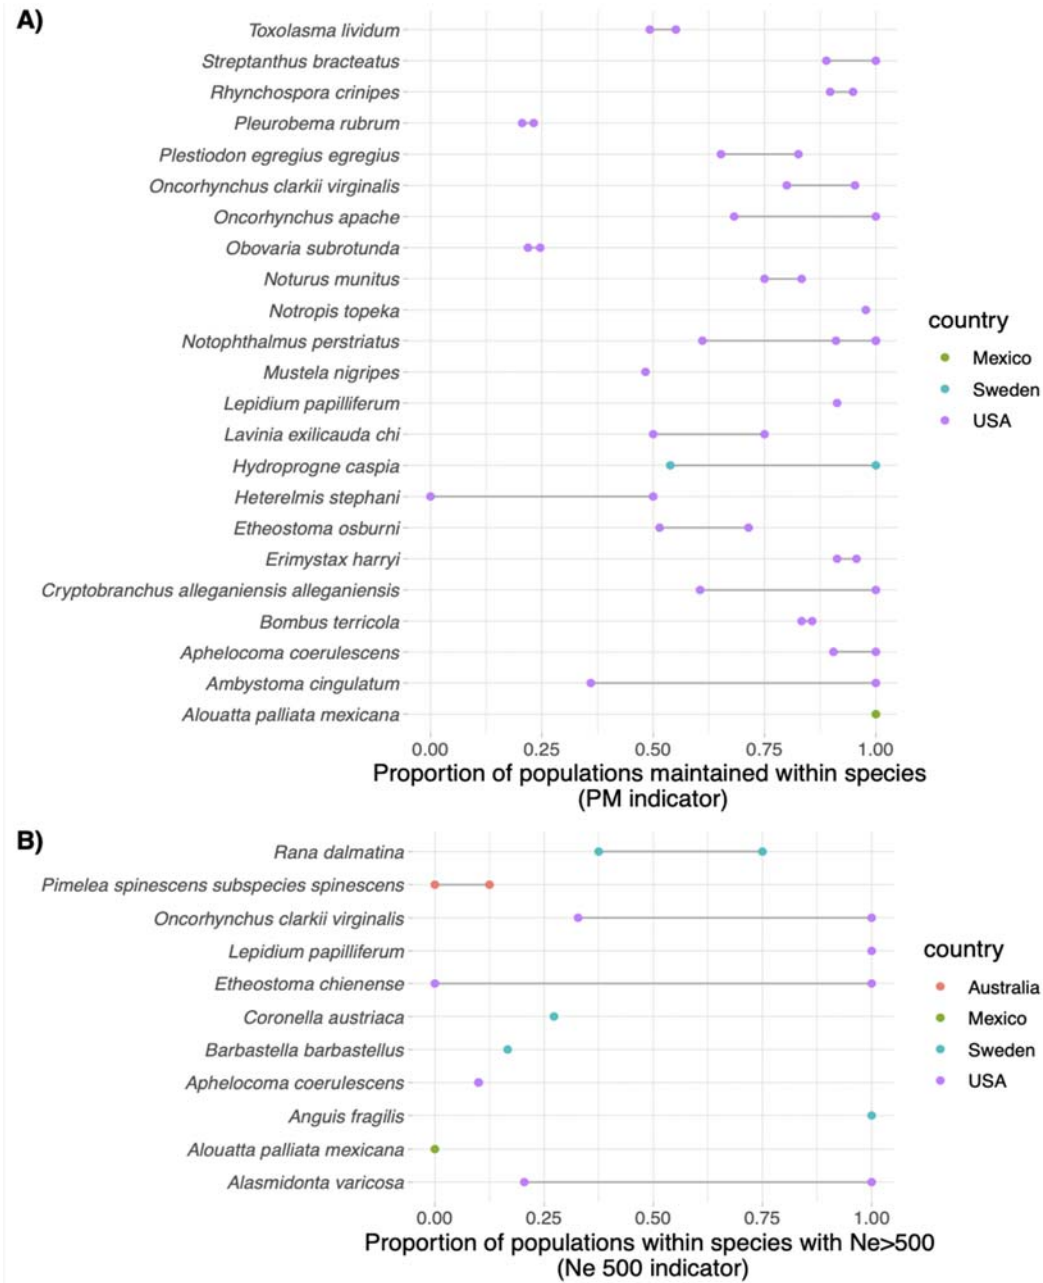 A)
Toxolasma lividum
Streptanthus bracteatus
Rhynchospora crinipes
Pleurobema rubrum
Plestiodon egregius egregius
Oncorhynchus clarkii virginalis
Oncorhynchus apache
Obovaria subrotunda
Noturus munitus
Notropis topeka
Notophthalmus perstriatus
Mustela nigripes
Lepidium papilliferum
Lavinia exilicauda chi
Hydroprogne caspia
Heterelmis stephani
Etheostoma osburni
Erimystax harryi
Cryptobranchus alleganiensis alleganiensis
Bombus terricola
Aphelocoma coerulescens
Ambystoma cingulatum
Alouatta palliata mexicana
0.00 0.25 0.50 0.75 1.00
Proportion of populations maintained within species
(PM indicator)
country
Mexico
Sweden
USA
B)
Rana dalmatina
Pimelea spinescens subspecies spinescens
Oncorhynchus clarkii virginalis
Lepidium papilliferum
Etheostoma chienense
Coronella austriaca
Barbastella barbastellus
Aphelocoma coerulescens
Anguis fragilis
Alouatta palliata mexicana
Alasmidonta varicosa
0.00 0.25 0.50 0.75 1.00
Proportion of populations within species with Ne>500
(Ne 500 indicator)
country
Australia
Mexico
Sweden
USA